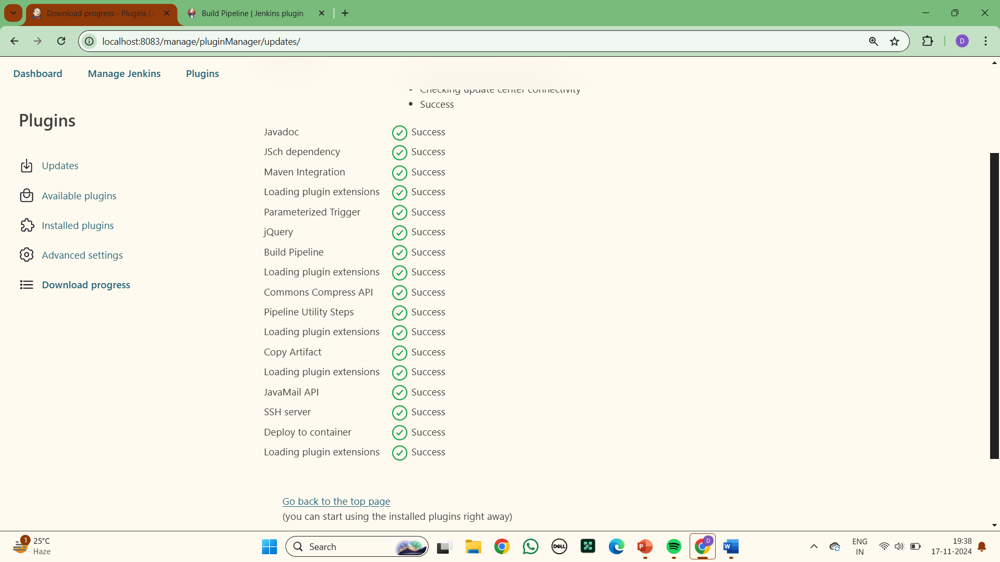 Download progress - Plugins [J
Build Pipeline | Jenkins plugin
localhost:8083/manage/pluginManager/updates/
D
Dashboard Manage Jenkins Plugins
Checking update center connectivity
Success
Plugins
Updates
Available plugins
Installed plugins
Advanced settings
Download progress
Javadoc Success
JSch dependency Success
Maven Integration Success
Loading plugin extensions Success
Parameterized Trigger Success
jQuery Success
Build Pipeline Success
Loading plugin extensions Success
Commons Compress API Success
Pipeline Utility Steps Success
Loading plugin extensions Success
Copy Artifact Success
Loading plugin extensions Success
JavaMail API Success
SSH server Success
Deploy to container Success
Loading plugin extensions Success
Go back to the top page
(you can start using the installed plugins right away)
1
25°C
Haze
Search
DELL
P
D
W
ENG
IN
19:38
17-11-2024